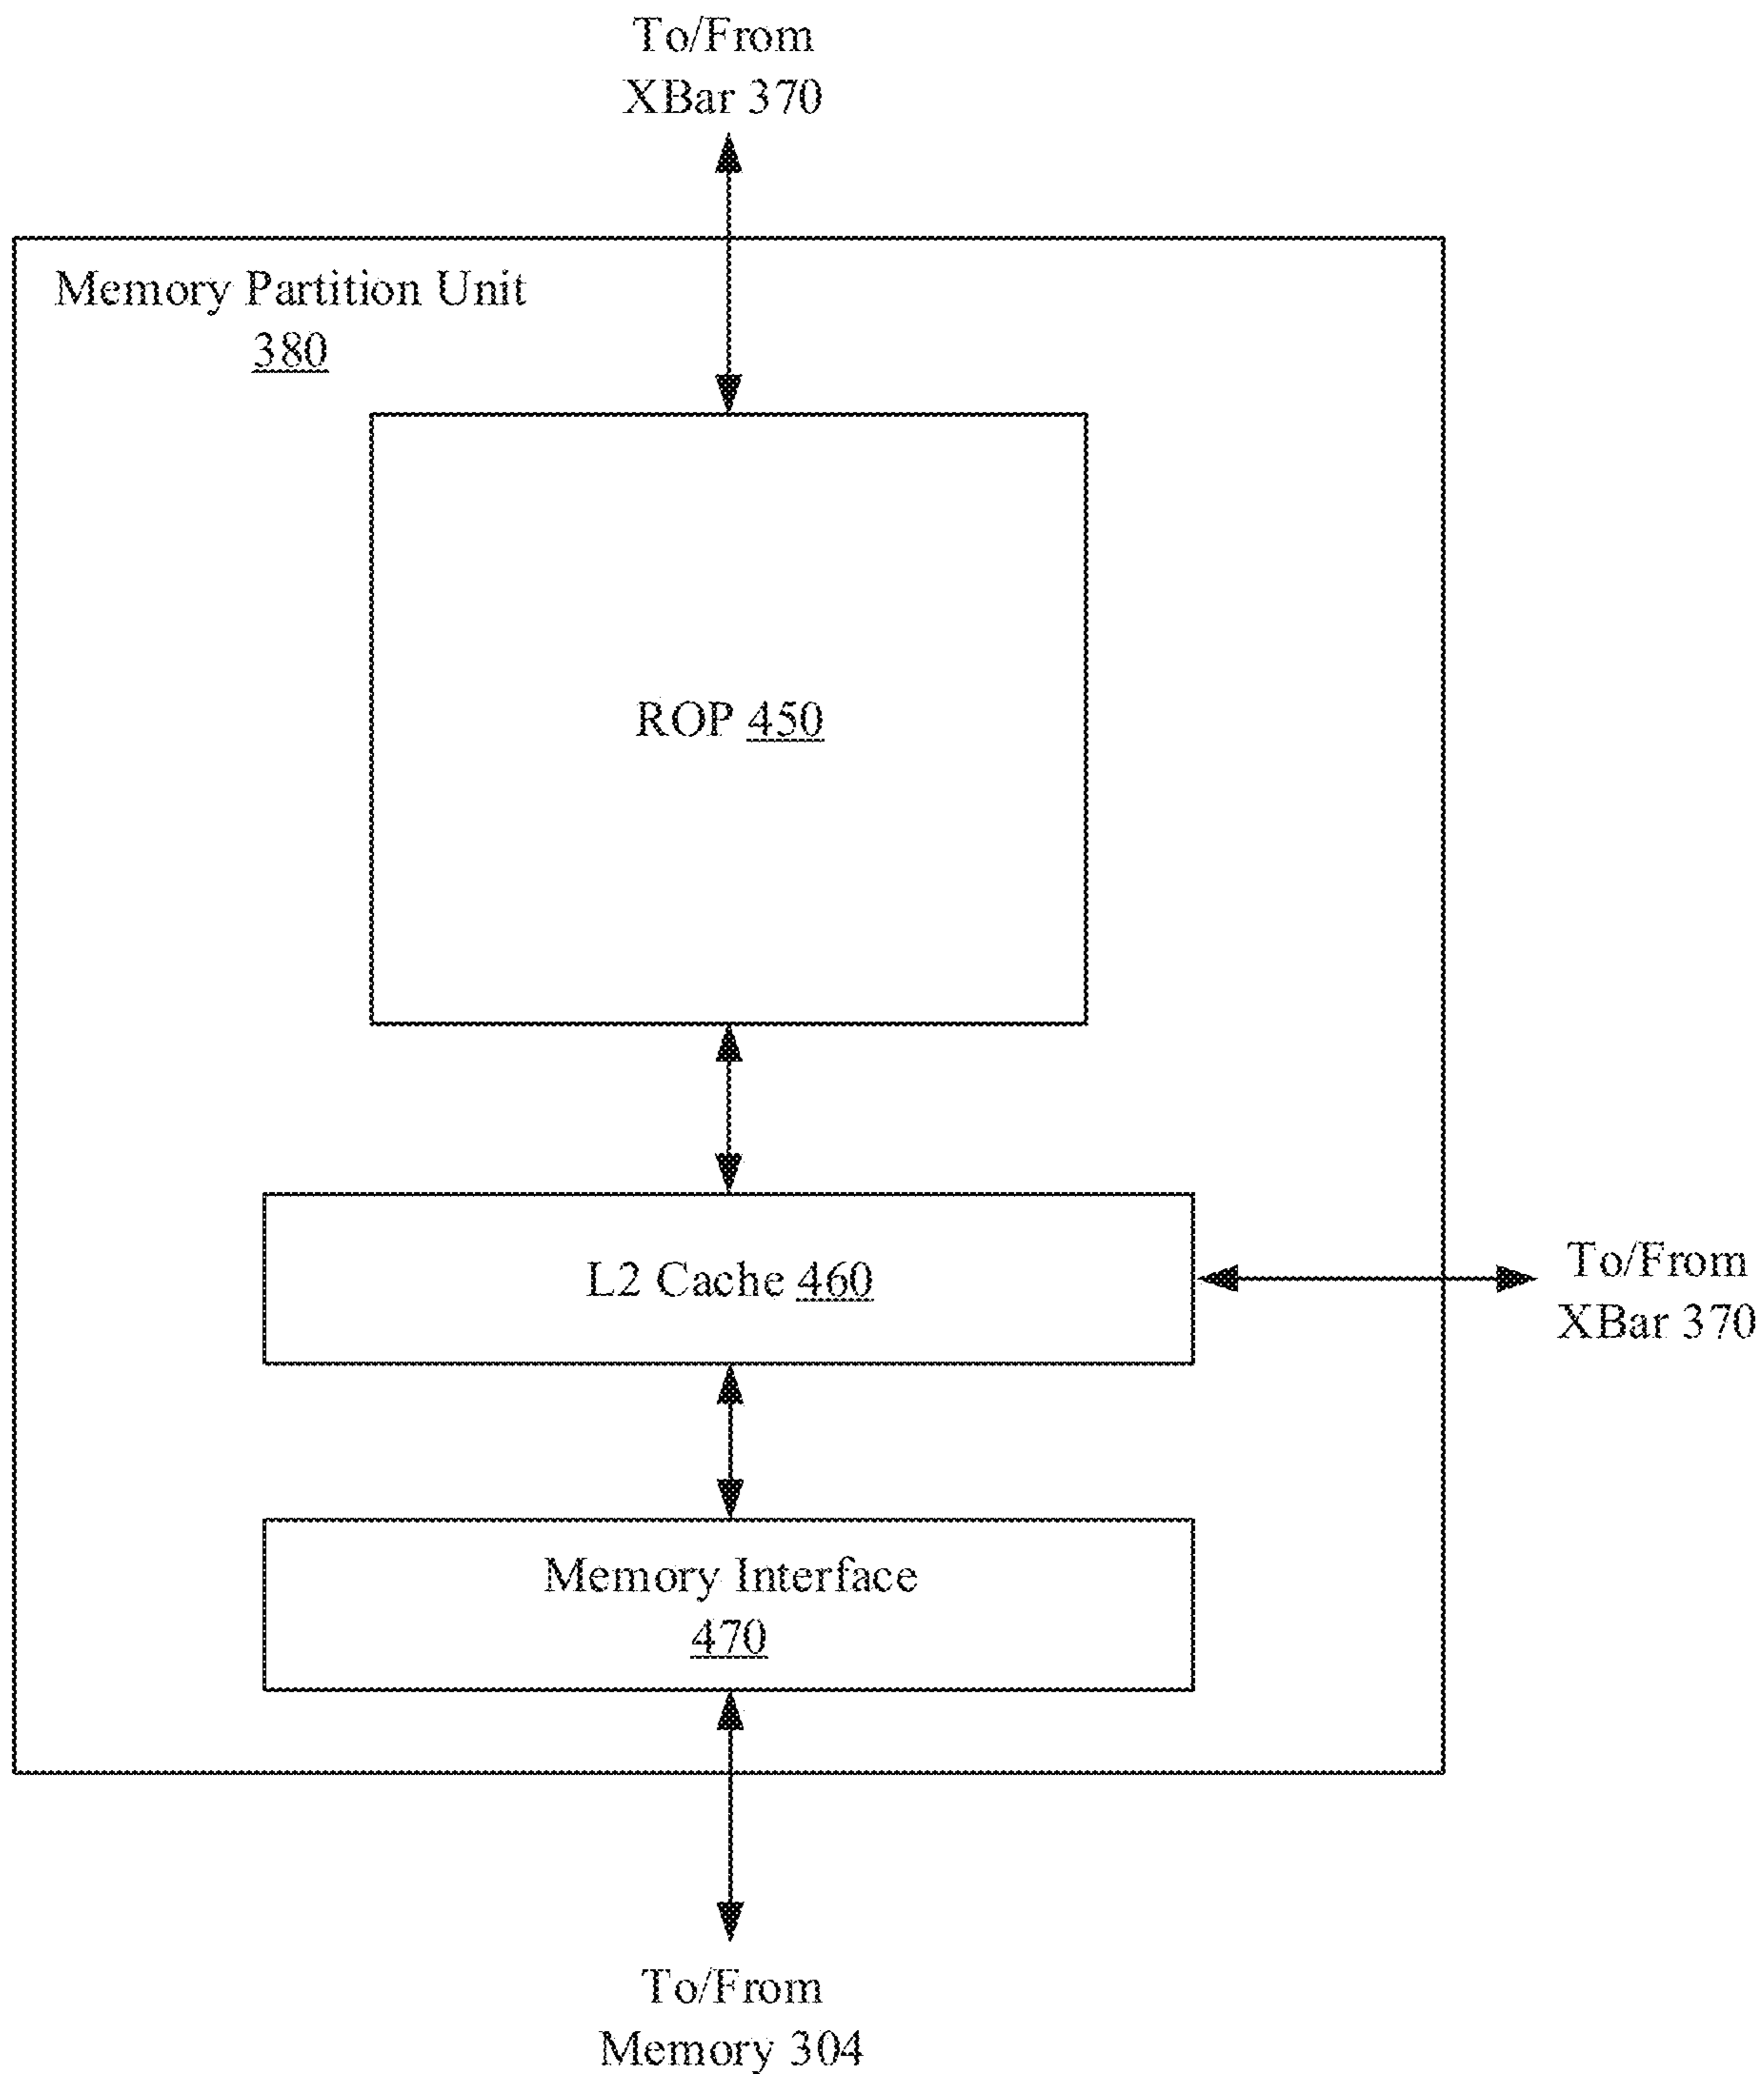 To/From
XBar 370
Memory Partition Unit
380
ROP 450
L2 Cache 460
To/From
XBar 370
Memory Interface
470
To/From
Memory 304